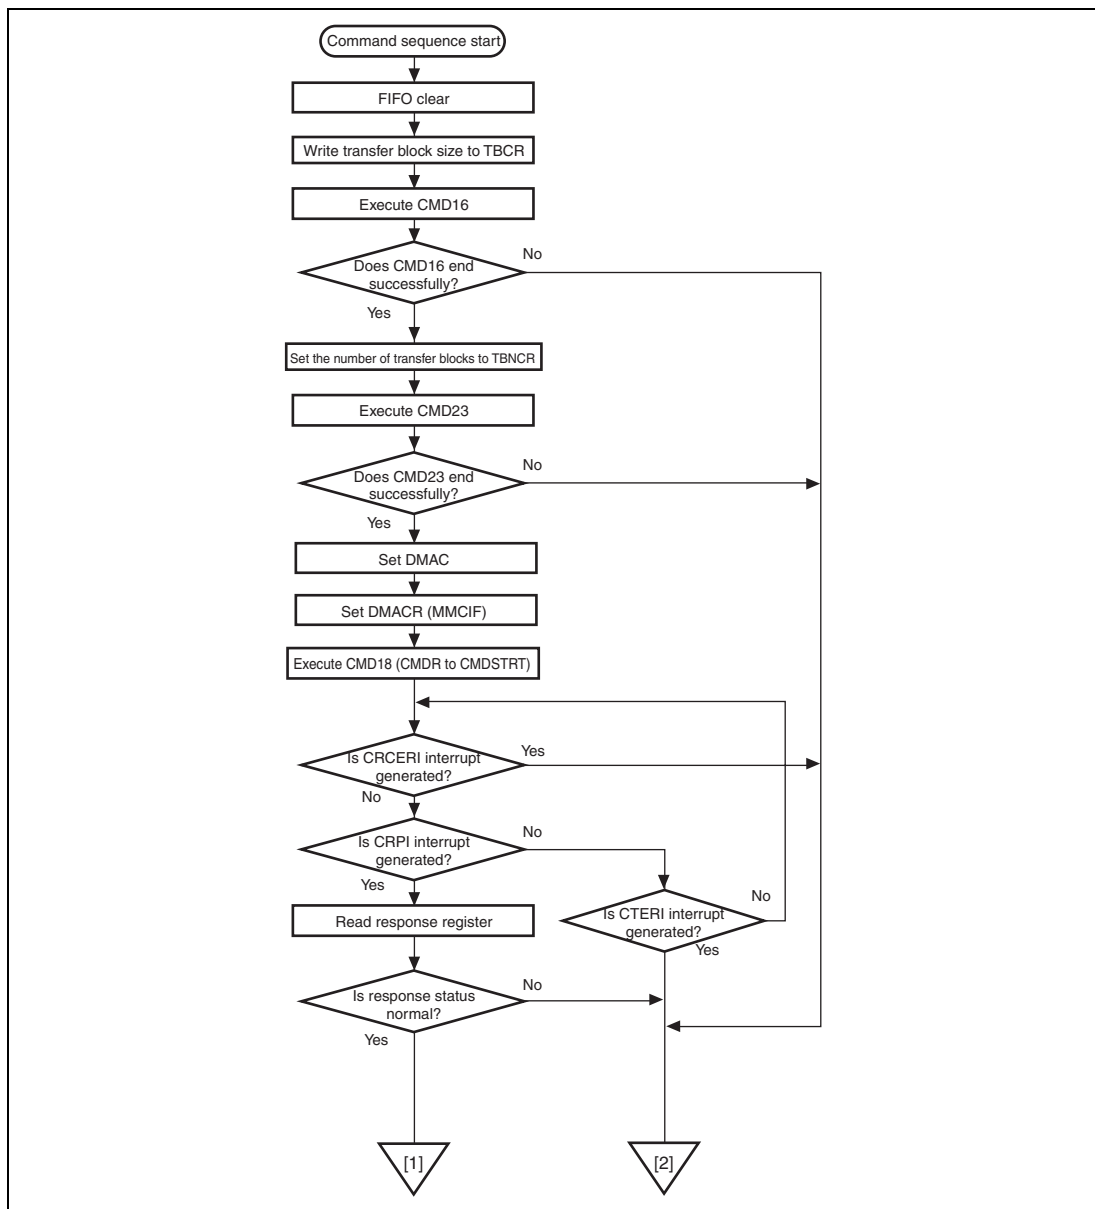 Command sequence start
FIFO clear
Write transfer block size to TBCR
Execute CMD16
No
Does CMD16 end
successfully?
Yes
Set the number of transfer blocks to TBNCR
Execute CMD23
No
Does CMD23 end
successfully?
Yes
Set DMAC
Set DMACR (MMCIF)
Execute CMD18 (CMDR to CMDSTRT)
Yes
Is CRCERI interrupt
generated?
No
No
Is CRPI interrupt
generated?
Yes
No
Is CTERI interrupt
generated?
Yes
Read response register
No
Is response status
normal?
Yes
[1]
[2]